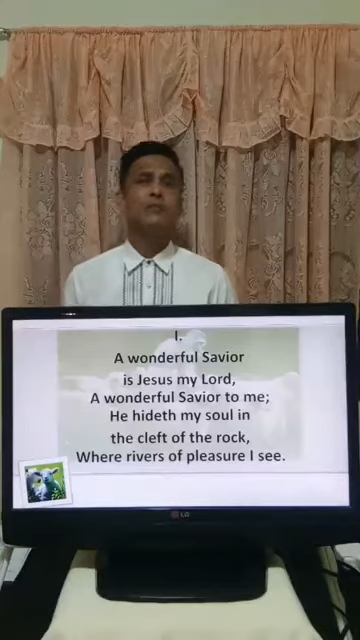 I.
A wonderful Savior
is Jesus my Lord,
A wonderful Savior to me;
He hideth my soul in
the cleft of the rock,
Where rivers of pleasure I see.
LG